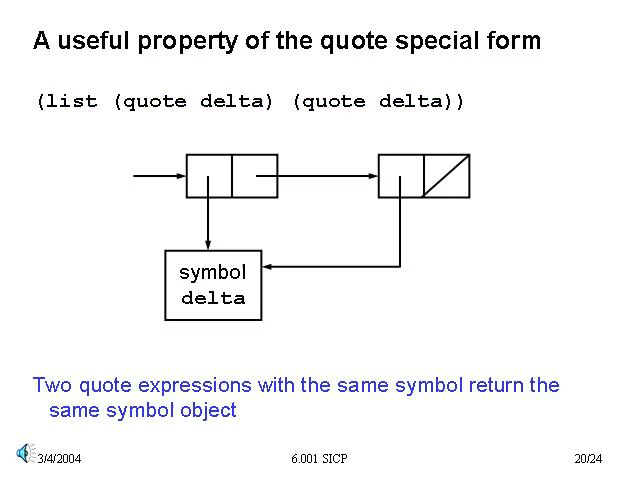 A useful property of the quote special form
(list (quote delta) (quote delta))
symbol
delta
Two quote expressions with the same symbol return the
same symbol object
3/4/2004
6.001 SICP
20/24